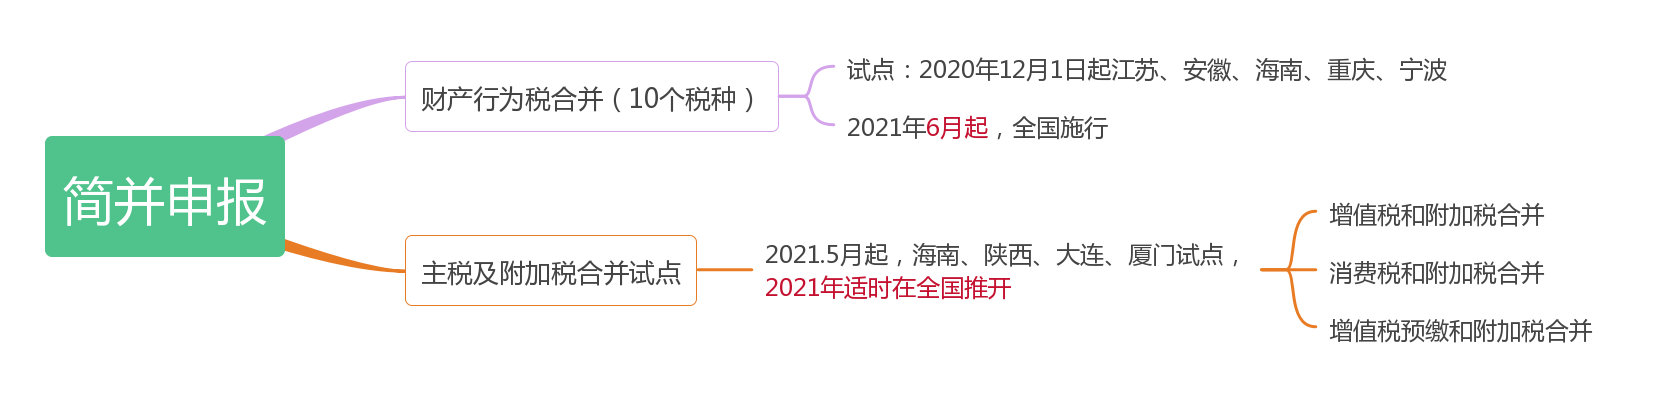 简并申报
财产行为税合并（10个税种）
试点：2020年12月1日起江苏、安徽、海南、重庆、宁波
2021年6月起，全国施行
主税及附加税合并试点
2021.5月起，海南、陕西、大连、厦门试点，
2021年适时在全国推开
增值税和附加税合并
消费税和附加税合并
增值税预缴和附加税合并